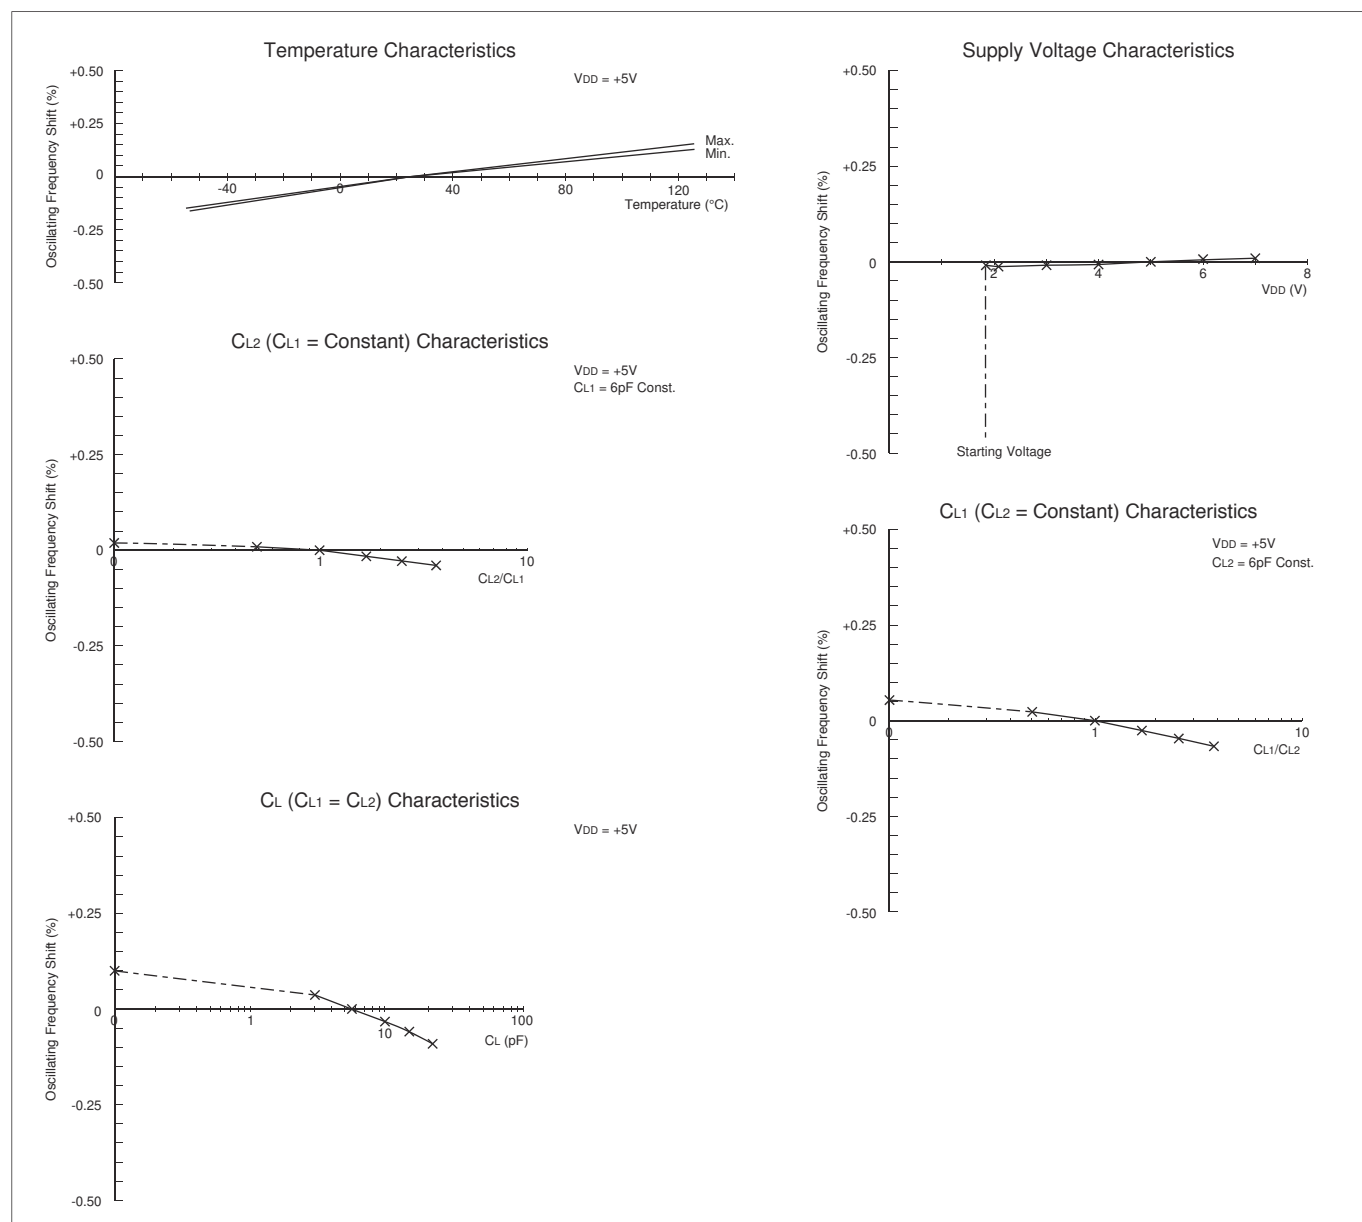 Temperature Characteristics
+0.50
+0.25
0
-0.25
-0.50
Oscillating Frequency Shift (%)
VDD = +5V
Max.
Min.
-40
0
40
80
120
Temperature (°C)
Supply Voltage Characteristics
+0.50
+0.25
0
-0.25
-0.50
Oscillating Frequency Shift (%)
2
4
6
8
VDD (V)
Starting Voltage
CL2 (CL1 = Constant) Characteristics
+0.50
+0.25
0
-0.25
-0.50
Oscillating Frequency Shift (%)
VDD = +5V
CL1 = 6pF Const.
0
1
10
CL2/CL1
CL1 (CL2 = Constant) Characteristics
+0.50
+0.25
0
-0.25
-0.50
Oscillating Frequency Shift (%)
VDD = +5V
CL2 = 6pF Const.
0
1
10
CL1/CL2
CL (CL1 = CL2) Characteristics
+0.50
+0.25
0
-0.25
-0.50
Oscillating Frequency Shift (%)
VDD = +5V
0
1
10
100
CL (pF)